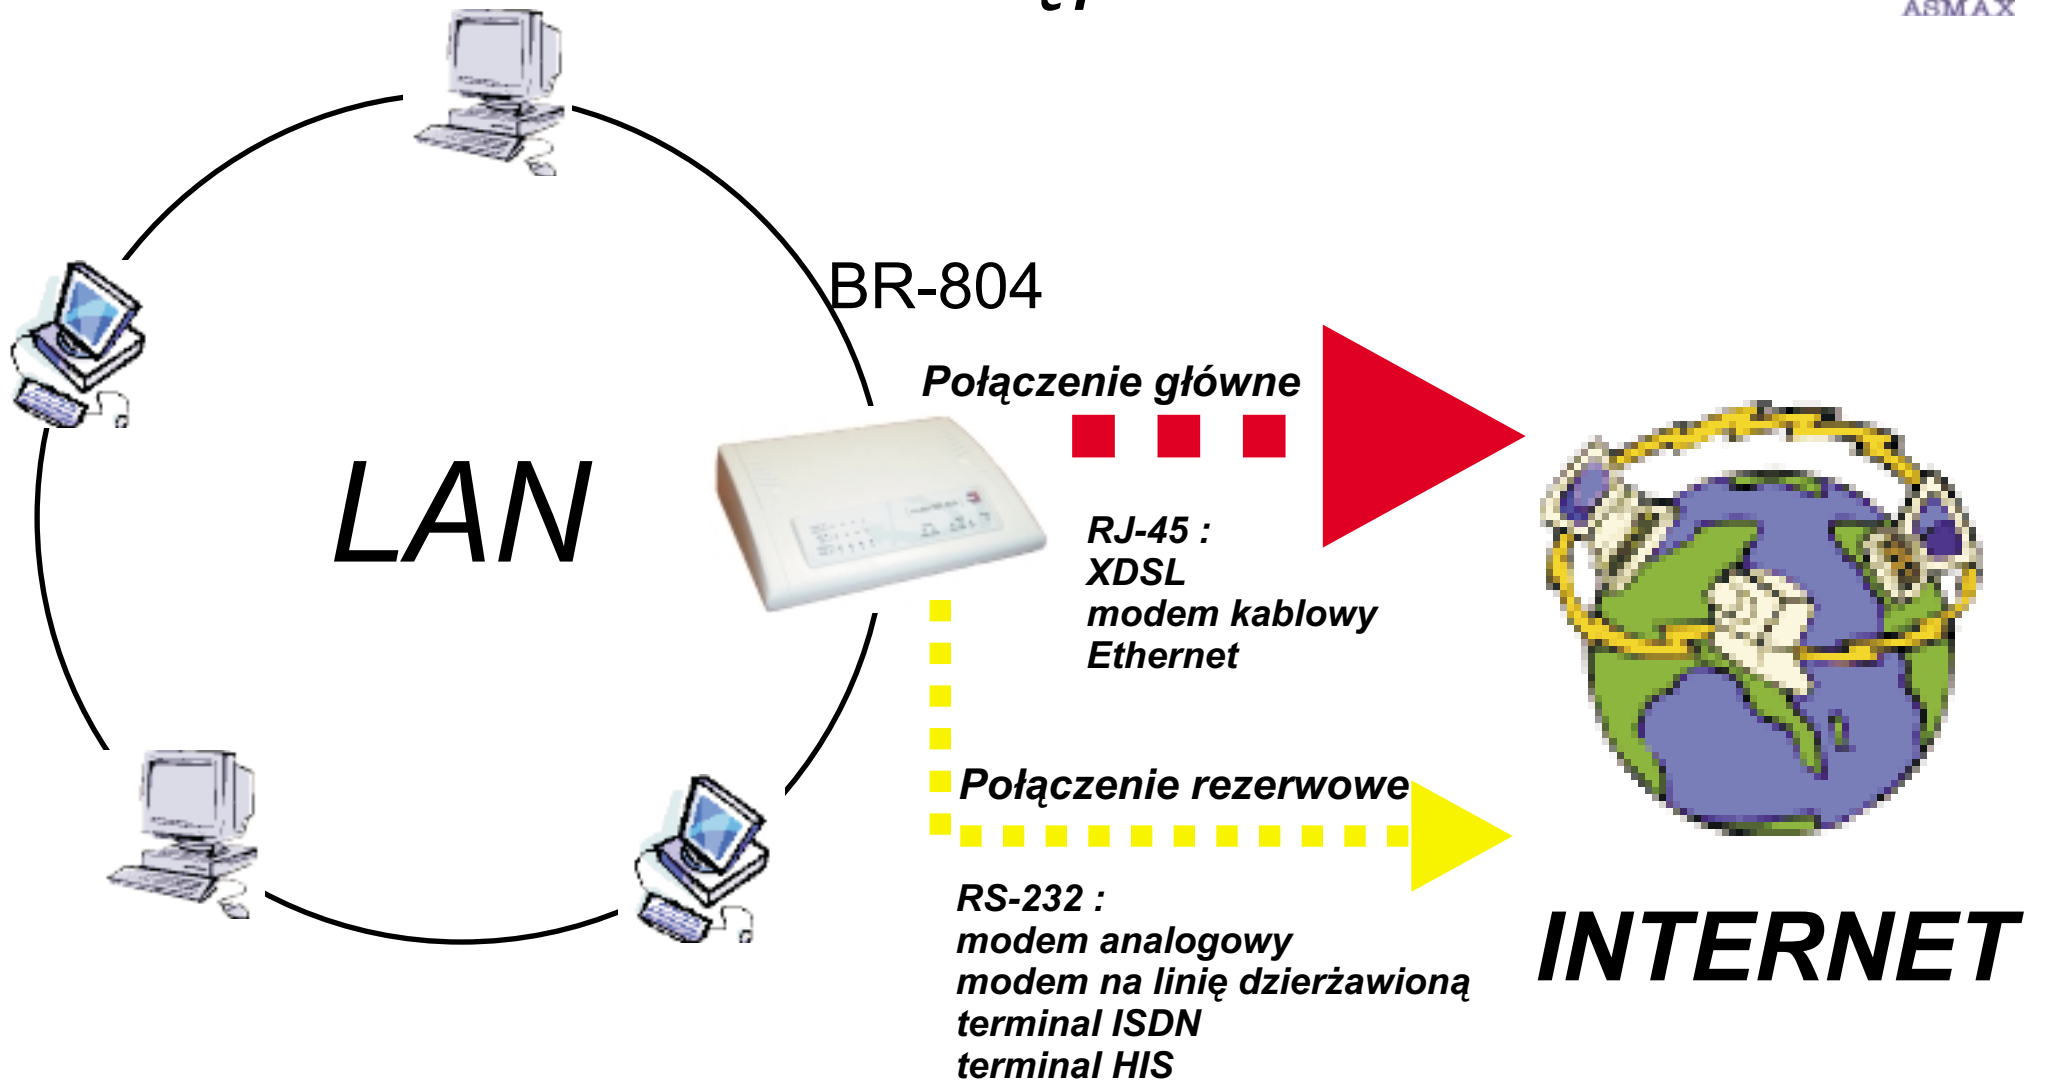 ASMAX
BR-804
Połączenie główne
LAN
RJ-45 :
XDSL
modem kablowy
Ethernet
Połączenie rezerwowe
RS-232 :
modem analogowy
modem na linię dzierżawioną
terminal ISDN
terminal HIS
INTERNET